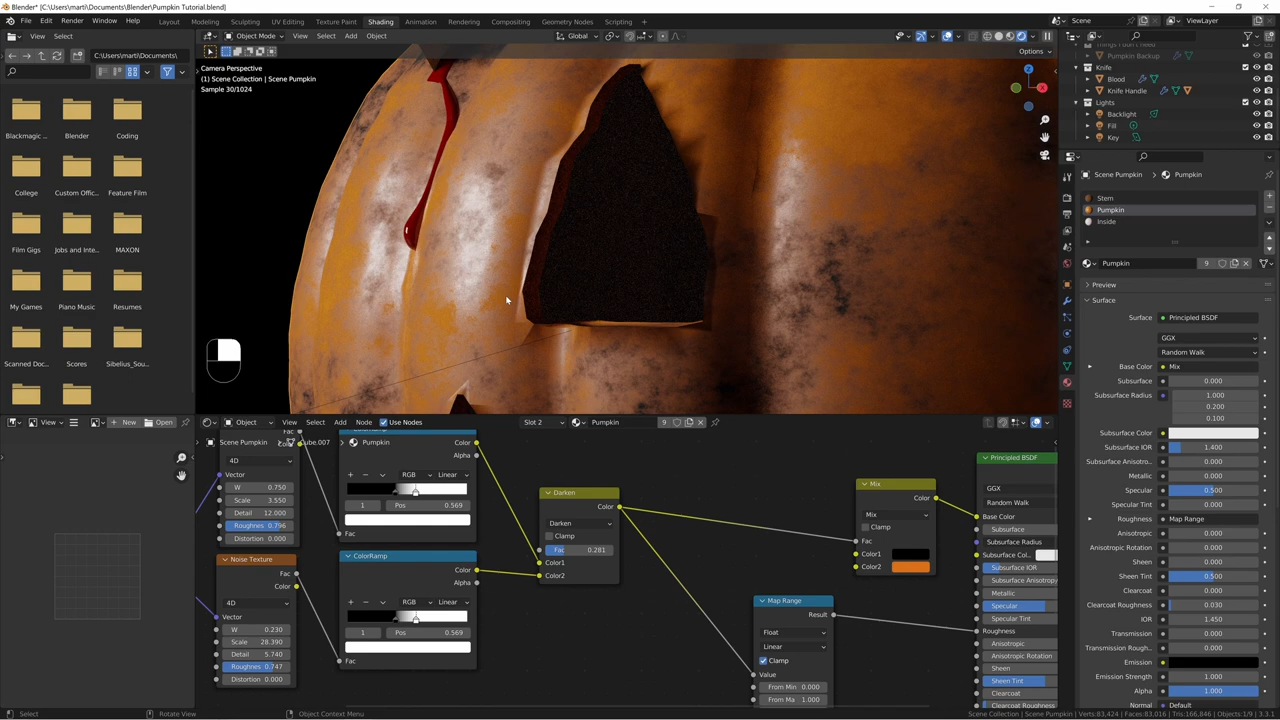 Blender* [C:\Users\marti\Documents\Blender\Pumpkin Tutorial.blend]
File Edit Render Window Help Layout Modeling Sculpting UV Editing Texture Paint Shading Animation Rendering Compositing Geometry Nodes Scripting + Scene ViewLayer
View Select Object Mode View Select Add Object Global Options
C:\Users\marti\Documents\
Blackmagic ... Blender Coding
College Custom Offic... Feature Film
Film Gigs Jobs and Inte... MAXON
My Games Piano Music Resumes
Scanned Doc... Scores Sibelius_Sou...
Camera Perspective
(1) Scene Collection | Scene Pumpkin
Sample 30/1024
X
Z
Things I don't need
Pumpkin Backup
Knife
Blood
Knife Handle
Lights
Backlight
Fill
Key
Scene Pumpkin > Pumpkin
Stem
Pumpkin
Inside
Pumpkin 9
Preview
Surface
Surface Principled BSDF
GGX
Random Walk
Base Color Mix
Subsurface 0.000
Subsurface Radius 1.000
0.200
0.100
Subsurface Color
Subsurface IOR 1.400
Subsurface Anisotro... 0.000
Metallic 0.000
Specular 0.500
Specular Tint 0.000
Roughness Map Range
Anisotropic 0.000
Anisotropic Rotation 0.000
Sheen 0.000
Sheen Tint 0.500
Clearcoat 0.000
Clearcoat Roughness 0.030
IOR 1.450
Transmission 0.000
Transmission Rough... 0.000
Emission
Emission Strength 1.000
Alpha 1.000
Normal Default
View + New Open
Object View Select Add Node Use Nodes Slot 2 Pumpkin
Scene Pumpkin > Cube.007 > Pumpkin
Fac
Color
4D
Vector
W 0.750
Scale 3.550
Detail 12.000
Roughnes 0.796
Distortion 0.000
Noise Texture
Fac
Color
4D
Vector
W 0.230
Scale 28.390
Detail 5.740
Roughnes 0.747
Distortion 0.000
ColorRamp
Color
Alpha
RGB Linear
1 Pos 0.569
Fac
ColorRamp
Color
Alpha
RGB Linear
1 Pos 0.569
Fac
Darken
Color
Darken
Clamp
Fac 0.281
Color1
Color2
Map Range
Result
Float
Linear
Clamp
Value
From Min 0.000
From Ma 1.000
Mix
Color
Mix
Clamp
Fac
Color1
Color2
Principled BSDF
GGX
Random Walk
Base Color
Subsurface
Subsurface Radius
Subsurface Col...
Subsurface IOR
Subsurface Anisotropy
Metallic
Specular
Specular Tint
Roughness
Anisotropic
Anisotropic Rotation
Sheen
Sheen Tint
Clearcoat
Clearcoat Roughness
Select Rotate View Object Context Menu Scene Collection | Scene Pumpkin | Verts:83,424 | Faces:83,016 | Tris:166,846 | Objects:1/9 | 3.3.1